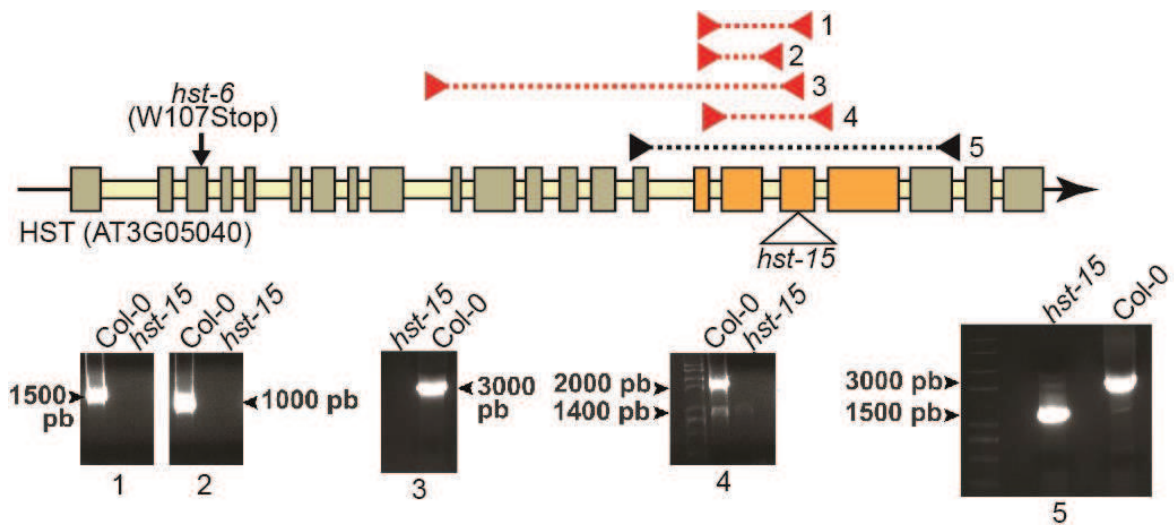 1
2
3
4
5
hst-6
(W107Stop)
HST (AT3G05040)
hst-15
Col-0
hst-15
Col-0
hst-15
hst-15
Col-0
Col-0
hst-15
hst-15
Col-0
1500
pb
1000 pb
3000
pb
2000 pb
1400 pb
3000 pb
1500 pb
1
2
3
4
5